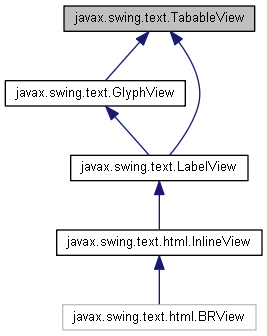 javax.swing.text.TabableView
javax.swing.text.GlyphView
javax.swing.text.LabelView
javax.swing.text.html.InlineView
javax.swing.text.html.BRView